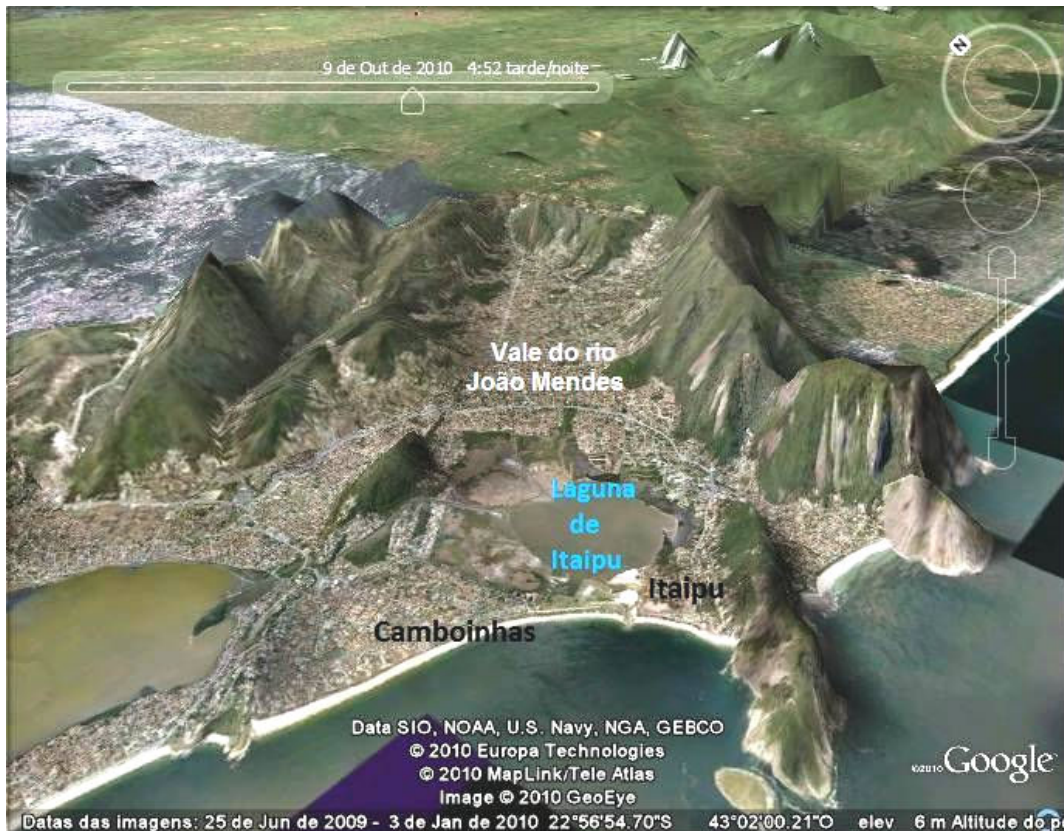 9 de Out de 2010 4:52 tarde/noite
N
Vale do rio
João Mendes
Laguna
de
Itaipu
Itaipu
Camboinhas
Data SIO, NOAA, U.S. Navy, NGA, GEBCO
© 2010 Europa Technologies
© 2010 MapLink/Tele Atlas
Image © 2010 GeoEye
©2010 Google
Datas das imagens: 25 de Jun de 2009 - 3 de Jan de 2010 22°56'54.70"S 43°02'00.21"O elev 6 m Altitude do